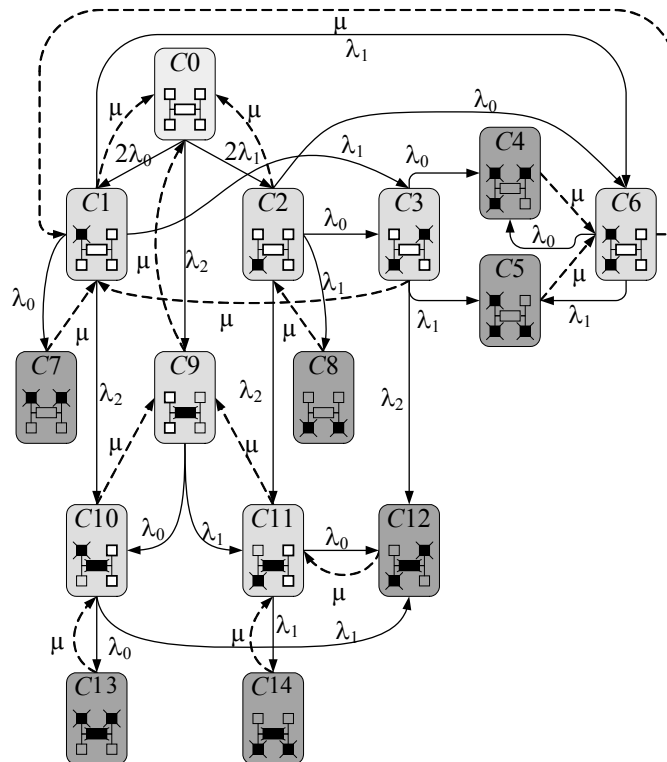 μ
λ₁
C0
μ
μ
λ₀
2λ₀
2λ₁
λ₁
λ₀
C4
μ
C1
C2
λ₀
C3
C6
λ₀
μ
λ₂
C5
μ
λ₀
λ₁
μ
μ
μ
λ₁
λ₁
C7
C9
C8
λ₂
λ₂
λ₂
μ
μ
C10
λ₀
λ₁
C11
λ₀
C12
μ
μ
λ₀
μ
λ₁
λ₁
C13
C14